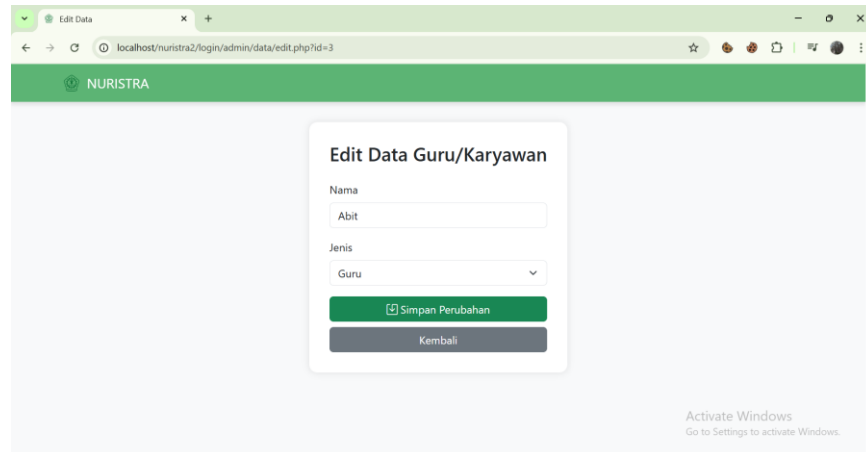 Edit Data
localhost/nuristra2/login/admin/data/edit.php?id=3
NURISTRA
Edit Data Guru/Karyawan
Nama
Abit
Jenis
Guru
Simpan Perubahan
Kembali
Activate Windows
Go to Settings to activate Windows.